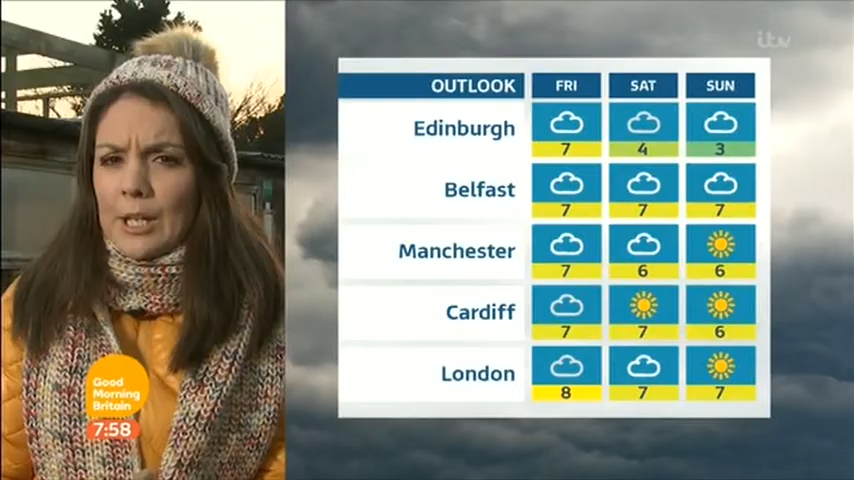 itv
OUTLOOK FRI SAT SUN
Edinburgh 7 4 3
Belfast 7 7 7
Manchester 7 6 6
Cardiff 7 7 6
London 8 7 7
Good
Morning
Britain
7:58